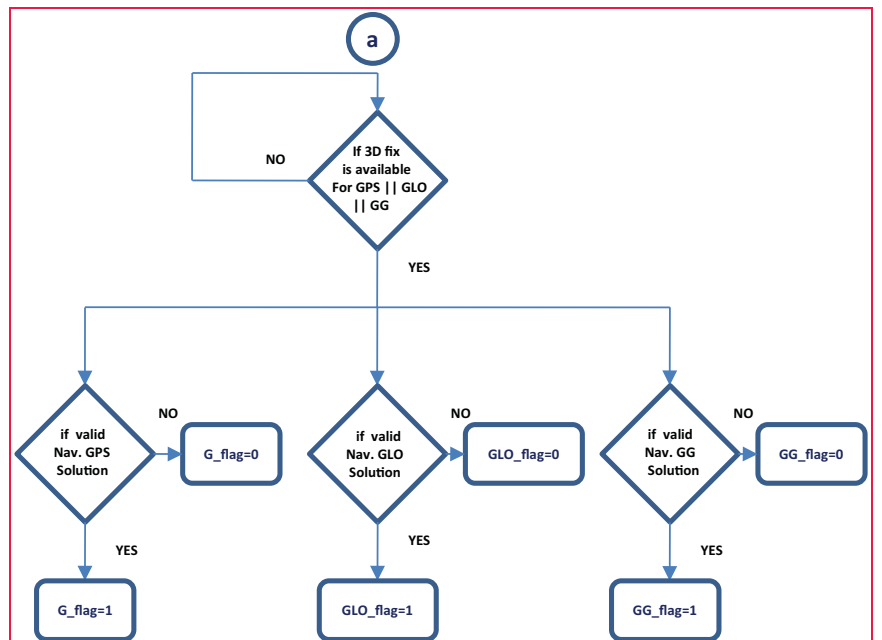 a
If 3D fix
is available
For GPS || GLO
|| GG
NO
YES
if valid
Nav. GPS
Solution
NO
G_flag=0
if valid
Nav. GLO
Solution
NO
GLO_flag=0
if valid
Nav. GG
Solution
NO
GG_flag=0
YES
YES
YES
G_flag=1
GLO_flag=1
GG_flag=1